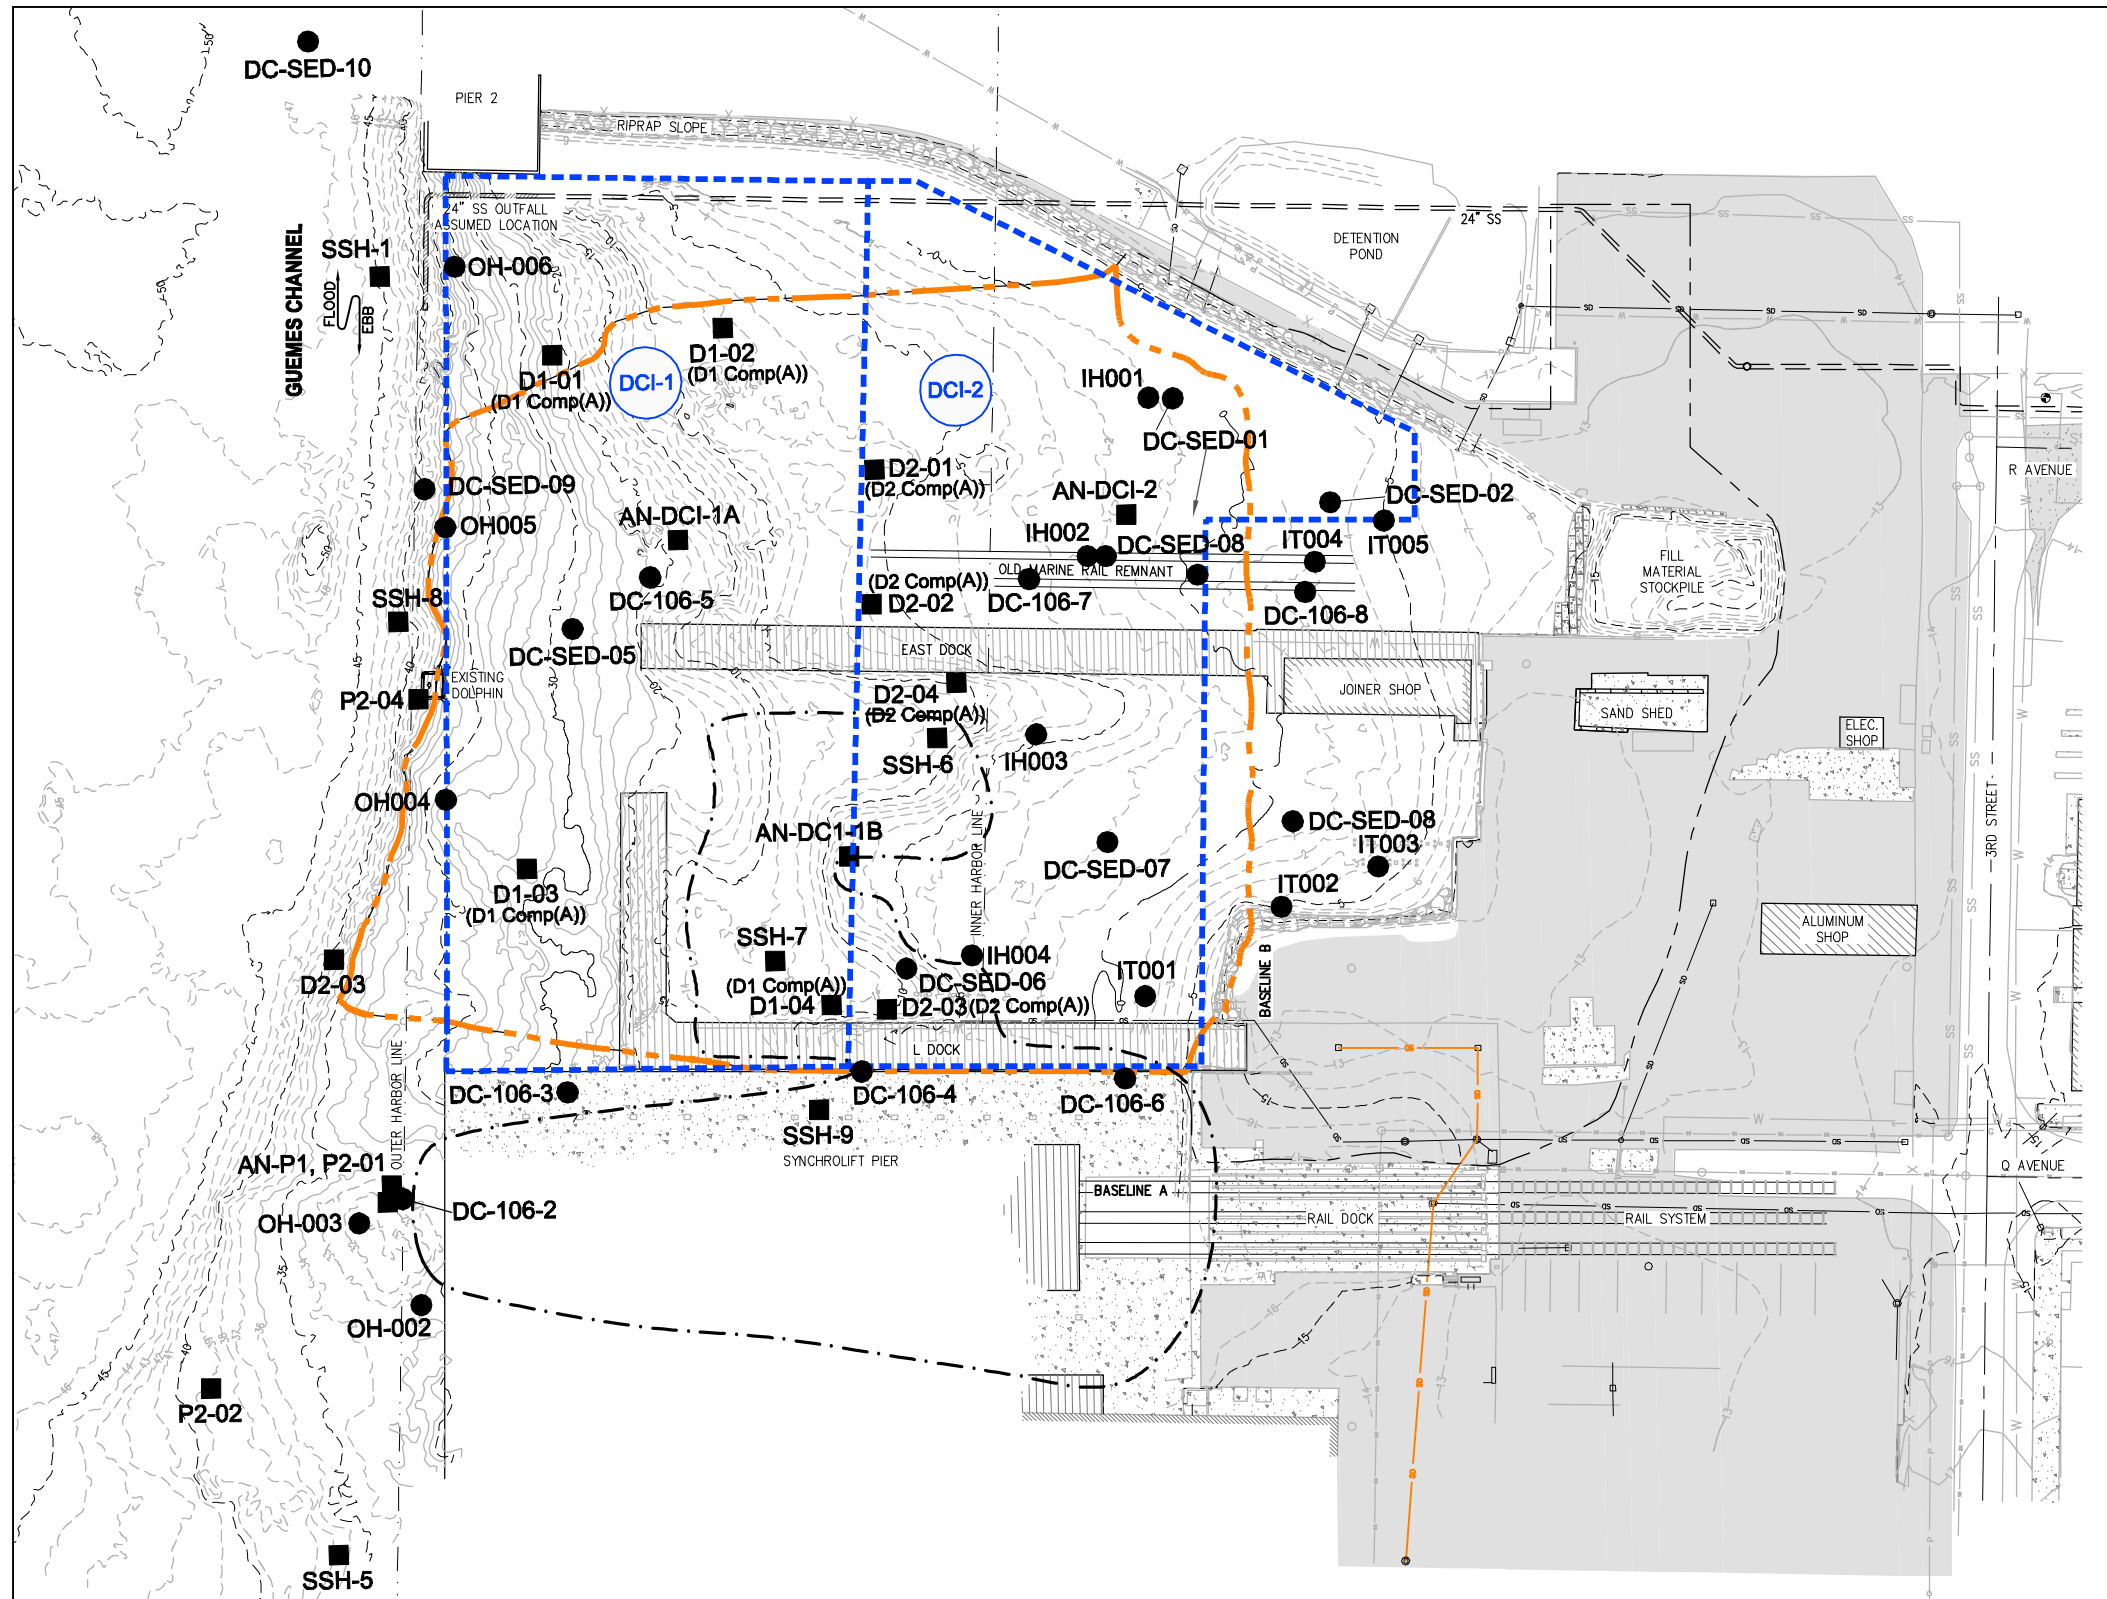 DC-SED-10
PIER 2
RIPRAP SLOPE
24" SS OUTFALL
ASSUMED LOCATION
24" SS
DETENTION
POND
GUEMES CHANNEL
SSH-1
FLOOD
EBB
OH-006
D1-01
(D1 Comp(A))
D1-02
(D1 Comp(A))
DCI-1
DCI-2
IH001
DC-SED-01
D2-01
(D2 Comp(A))
R AVENUE
DC-SED-09
OH005
AN-DCI-1A
AN-DCI-2
DC-SED-02
IH002
DC-SED-08
IT004
IT005
OLD MARINE RAIL REMNANT
FILL
MATERIAL
STOCKPILE
(D2 Comp(A))
D2-02
DC-106-7
DC-106-8
DC-106-5
SSH-8
DC-SED-05
EAST DOCK
EXISTING
DOLPHIN
P2-04
D2-04
(D2 Comp(A))
JOINER SHOP
SAND SHED
ELEC.
SHOP
SSH-6
IH003
OH004
AN-DC1-1B
INNER HARBOR LINE
DC-SED-07
DC-SED-08
IT003
IT002
3RD STREET
D1-03
(D1 Comp(A))
ALUMINUM
SHOP
SSH-7
(D1 Comp(A))
D1-04
IH004
DC-SED-06
D2-03(D2 Comp(A))
IT001
BASELINE B
D2-03
L DOCK
OUTER HARBOR LINE
DC-106-3
DC-106-4
DC-106-6
SSH-9
SYNCHROLIFT PIER
AN-P1, P2-01
DC-106-2
OH-003
BASELINE A
RAIL DOCK
RAIL SYSTEM
Q AVENUE
OH-002
P2-02
SSH-5